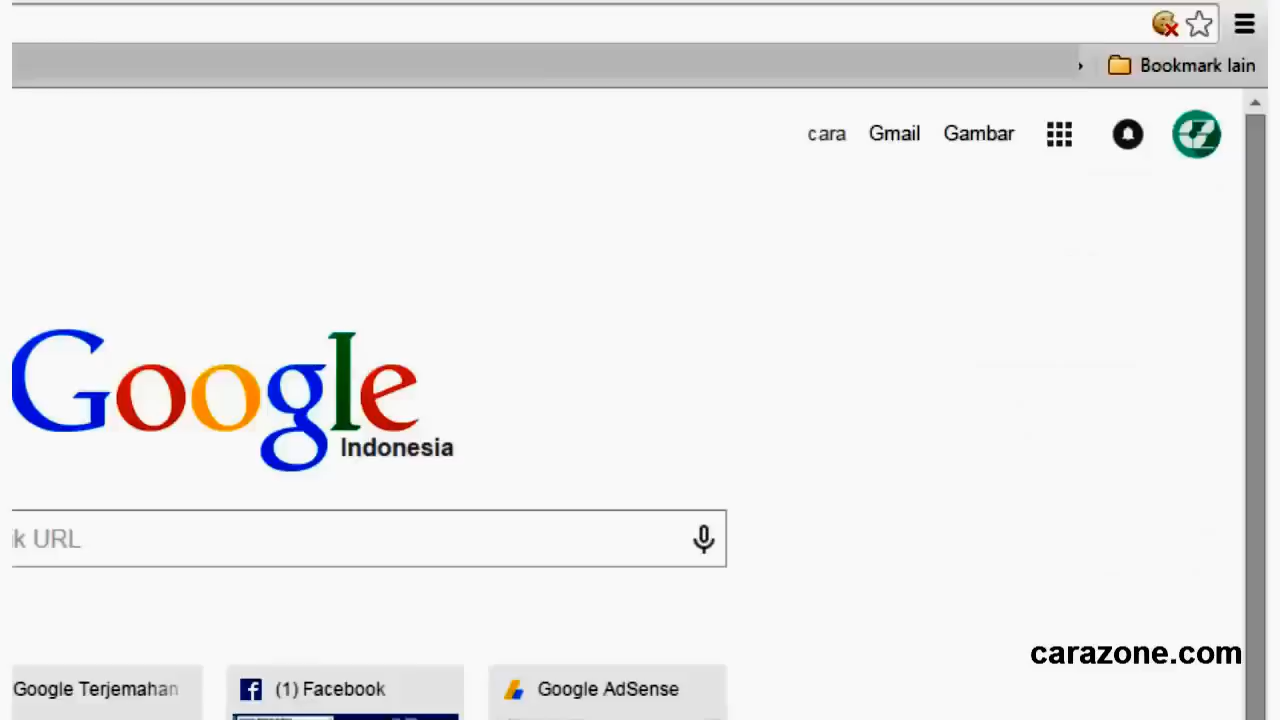 Bookmark lain
cara Gmail Gambar
Google
Indonesia
k URL
carazone.com
Google Terjemahan (1) Facebook Google AdSense